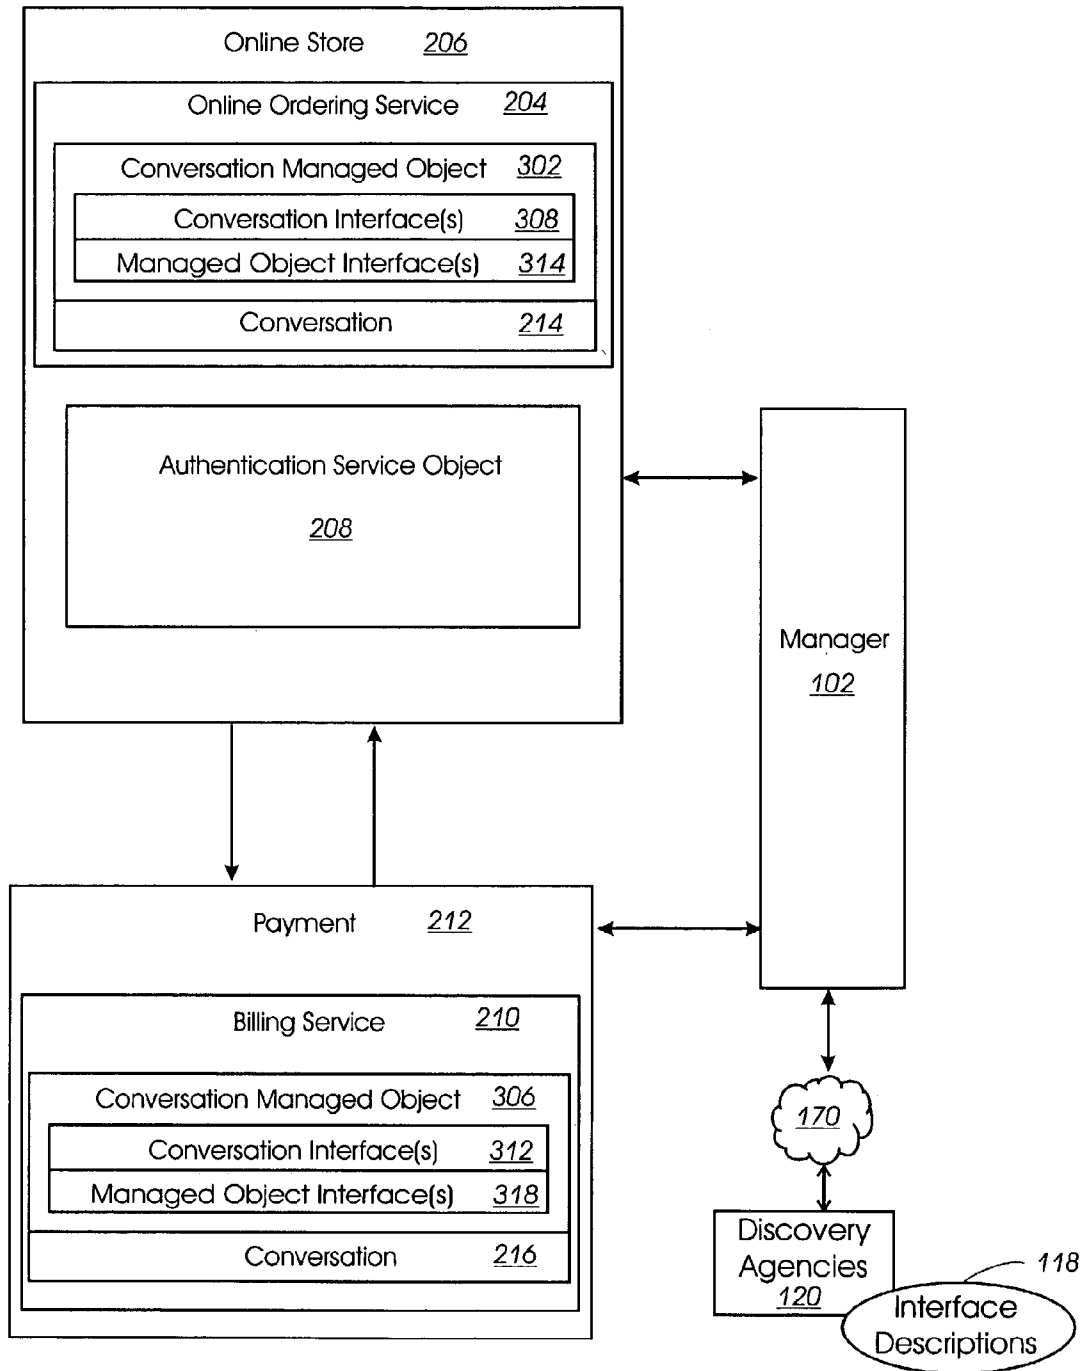 Online Store 206
Online Ordering Service 204
Conversation Managed Object 302
Conversation Interface(s) 308
Managed Object Interface(s) 314
Conversation 214
Authentication Service Object
208
Manager
102
Payment 212
Billing Service 210
Conversation Managed Object 306
Conversation Interface(s) 312
Managed Object Interface(s) 318
Conversation 216
170
Discovery
Agencies
120
118
Interface
Descriptions